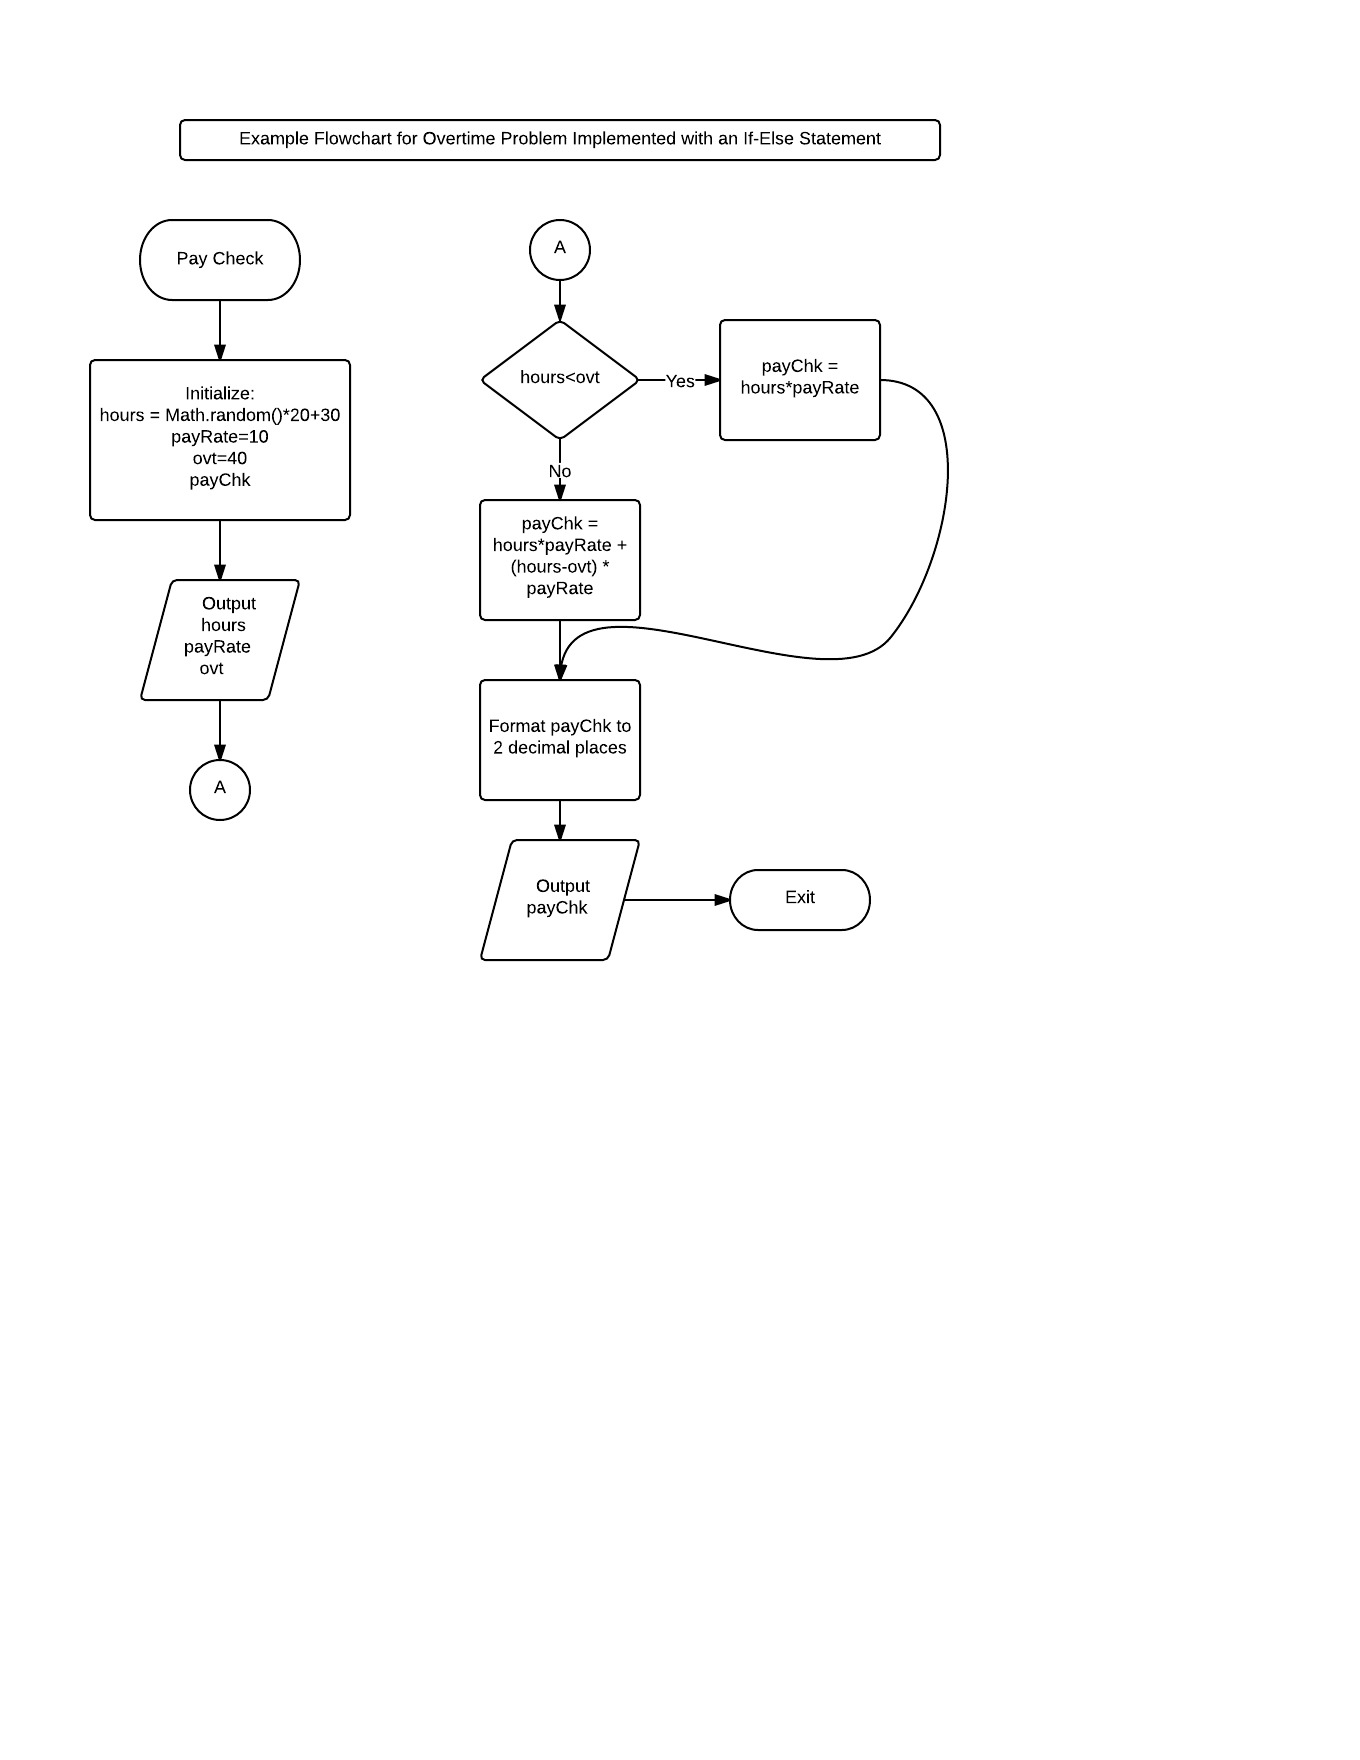 Example Flowchart for Overtime Problem Implemented with an If-Else Statement
Pay Check
Initialize:
hours = Math.random()*20+30
payRate=10
ovt=40
payChk
Output
hours
payRate
ovt
A
A
hours<ovt
Yes
payChk =
hours*payRate
No
payChk =
hours*payRate +
(hours-ovt) *
payRate
Format payChk to
2 decimal places
Output
payChk
Exit